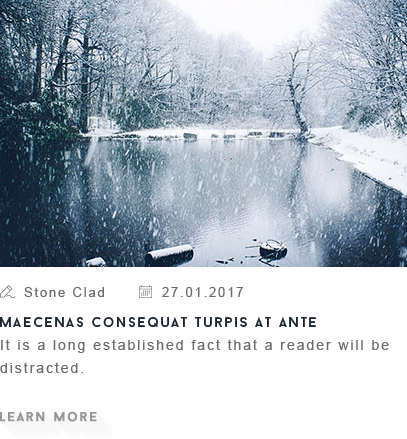 Stone Clad 27.01.2017
MAECENAS CONSEQUAT TURPIS AT ANTE
It is a long established fact that a reader will be
distracted.
LEARN MORE